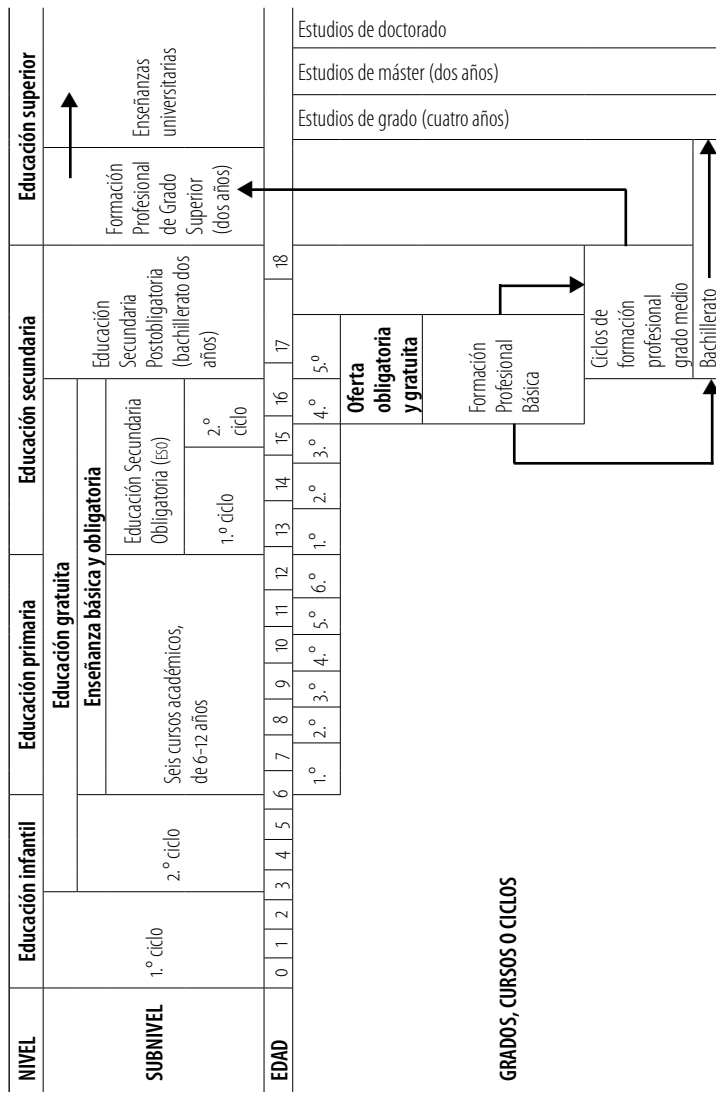 NIVEL
Educación infantil
Educación primaria
Educación secundaria
Educación superior
SUBNIVEL
1.º ciclo
Educación gratuita
2.º ciclo
Enseñanza básica y obligatoria
Seis cursos académicos,
de 6-12 años
Educación Secundaria
Obligatoria (ESO)
1.º ciclo
2.º
ciclo
Educación
Secundaria
Postobligatoria
(bachillerato dos
años)
Formación
Profesional
de Grado
Superior
(dos años)
Enseñanzas
universitarias
EDAD
0 1 2 3 4 5 6 7 8 9 10 11 12 13 14 15 16 17 18
GRADOS, CURSOS O CICLOS
1.º 2.º 3.º 4.º 5.º 6.º 1.º 2.º 3.º 4.º 5.º
Oferta
obligatoria
y gratuita
Formación
Profesional
Básica
Ciclos de
formación
profesional
grado medio
Bachillerato
Estudios de doctorado
Estudios de máster (dos años)
Estudios de grado (cuatro años)